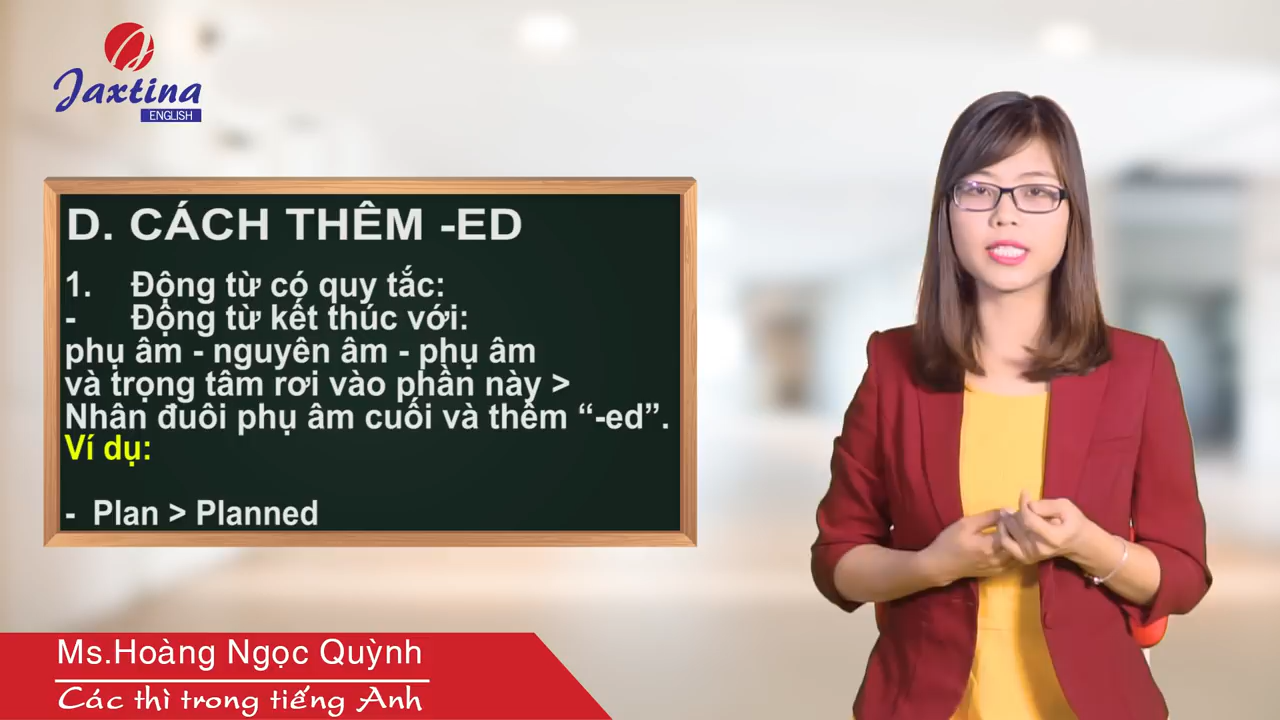 Jaxtina
ENGLISH
D. CÁCH THÊM -ED
1. Động từ có quy tắc:
- Động từ kết thúc với:
phụ âm - nguyên âm - phụ âm
và trọng tâm rơi vào phần này >
Nhân đuôi phụ âm cuối và thêm “-ed”.
Ví dụ:
- Plan > Planned
Ms.Hoàng Ngọc Quỳnh
Các thì trong tiếng Anh